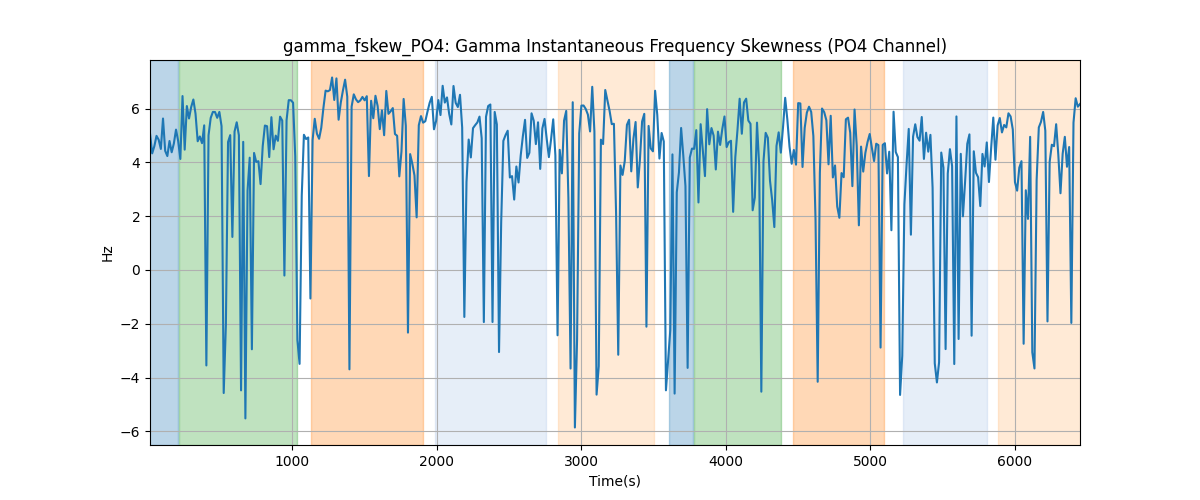 gamma_fskew_PO4: Gamma Instantaneous Frequency Skewness (PO4 Channel)
6
4
2
0
−2
−4
−6
Hz
1000 2000 3000 4000 5000 6000
Time(s)